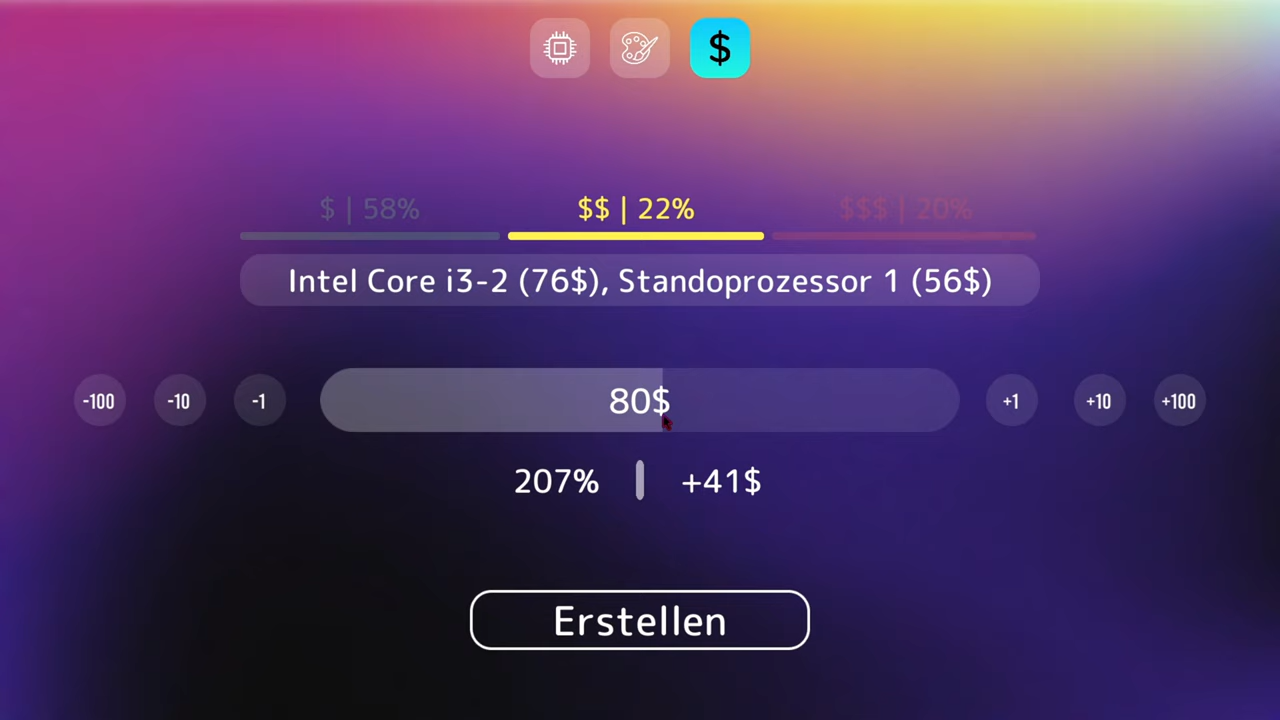 $
$ | 58%
$$ | 22%
$$$ | 20%
Intel Core i3-2 (76$), Standoprozessor 1 (56$)
-100
-10
-1
80$
+1
+10
+100
207%
+41$
Erstellen